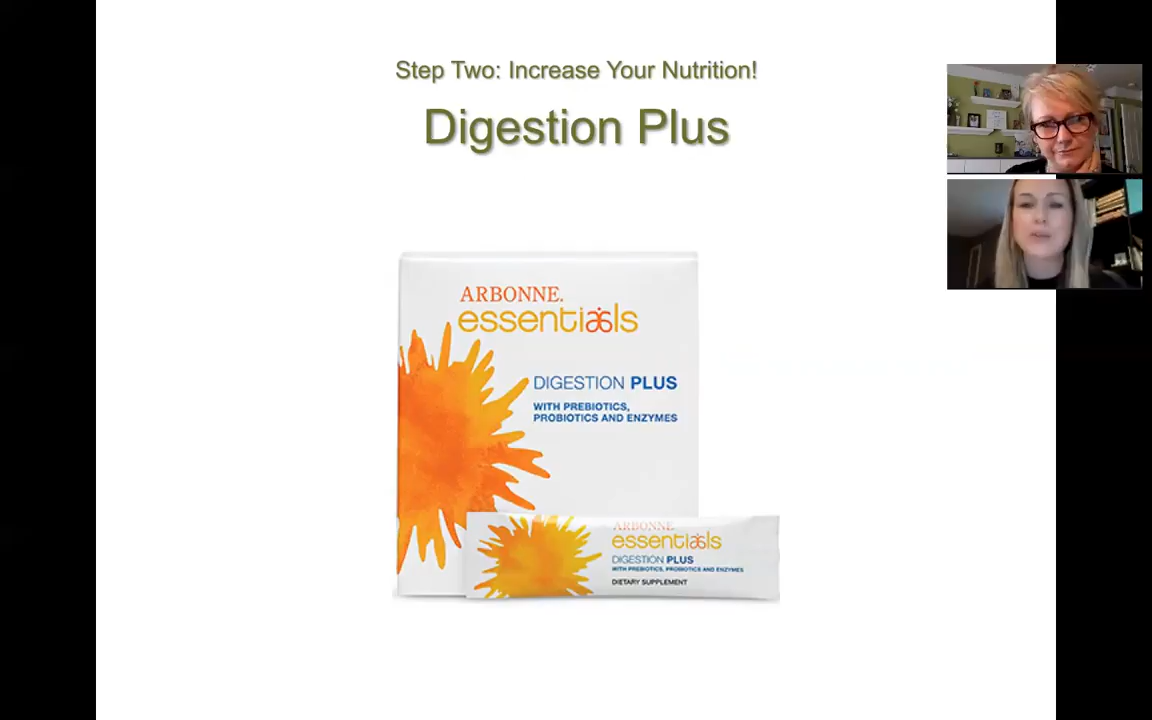 Step Two: Increase Your Nutrition!
Digestion Plus
ARBONNE.
essentials
DIGESTION PLUS
WITH PREBIOTICS,
PROBIOTICS AND ENZYMES
ARBONNE.
essentials
DIGESTION PLUS
WITH PREBIOTICS, PROBIOTICS AND ENZYMES
DIETARY SUPPLEMENT